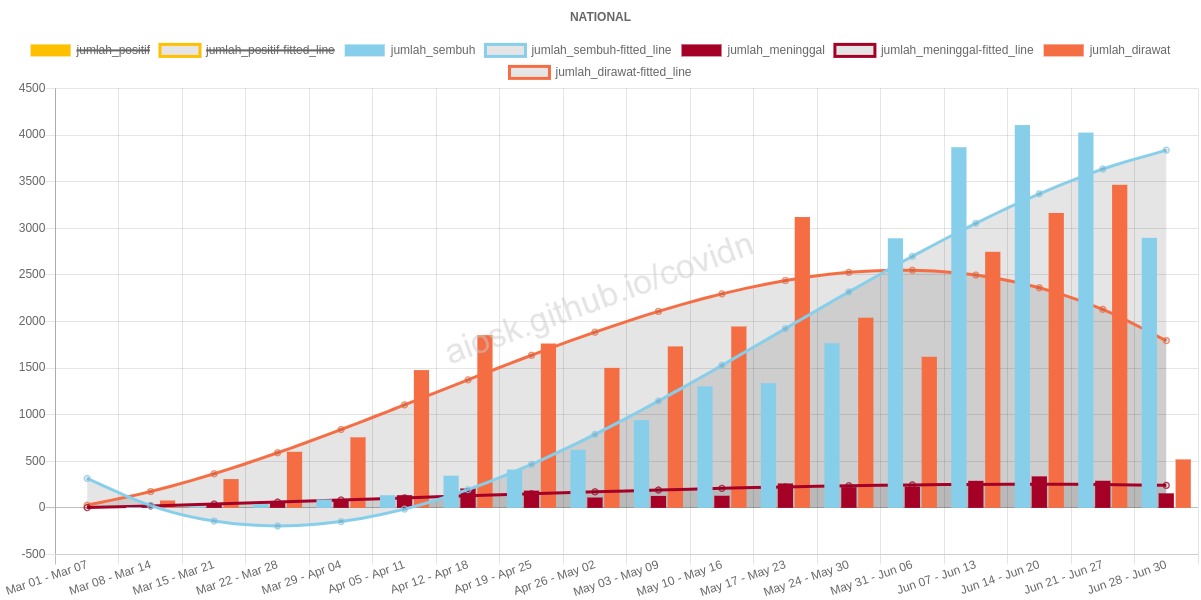 NATIONAL
jumlah_positif jumlah_positif-fitted_line jumlah_sembuh jumlah_sembuh-fitted_line jumlah_meninggal jumlah_meninggal-fitted_line jumlah_dirawat
jumlah_dirawat-fitted_line
4500
4000
3500
3000
2500
2000
1500
1000
500
0
-500
aiosk.github.io/covidn
Mar 01 - Mar 07
Mar 08 - Mar 14
Mar 15 - Mar 21
Mar 22 - Mar 28
Mar 29 - Apr 04
Apr 05 - Apr 11
Apr 12 - Apr 18
Apr 19 - Apr 25
Apr 26 - May 02
May 03 - May 09
May 10 - May 16
May 17 - May 23
May 24 - May 30
May 31 - Jun 06
Jun 07 - Jun 13
Jun 14 - Jun 20
Jun 21 - Jun 27
Jun 28 - Jun 30